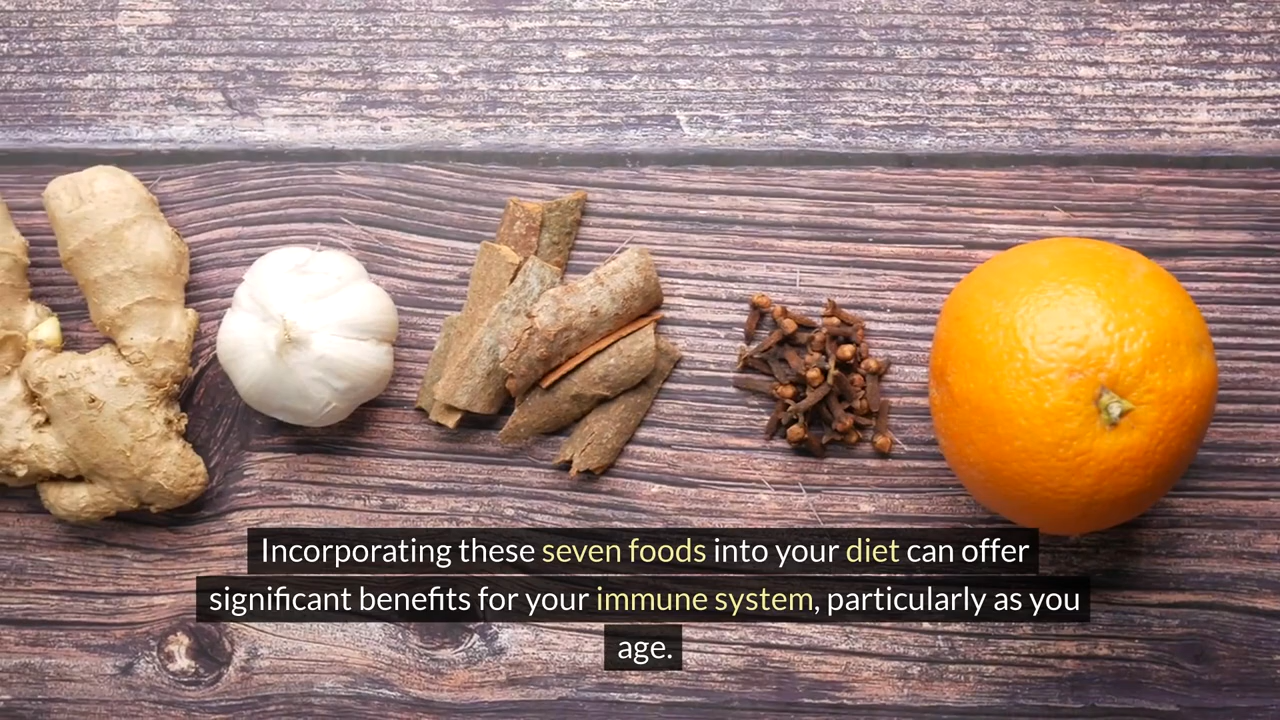 Incorporating these seven foods into your diet can offer
significant benefits for your immune system, particularly as you
age.